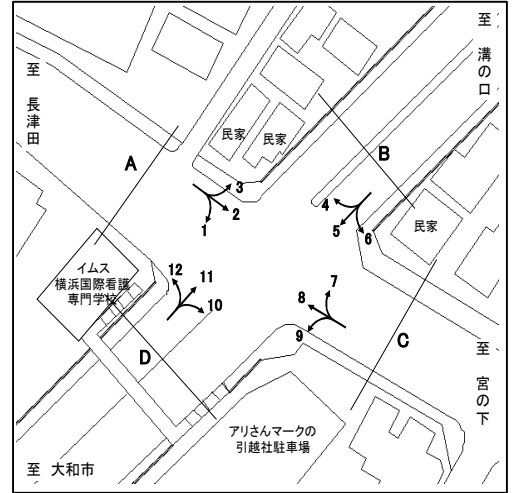 至 長津田
至 溝の口
民家
民家
A
B
3
2
1
4
5
6
民家
イムス
横浜国際看護
専門学校
12
11
10
7
8
9
D
C
至 宮の下
アリさんマークの
引越社駐車場
至 大和市